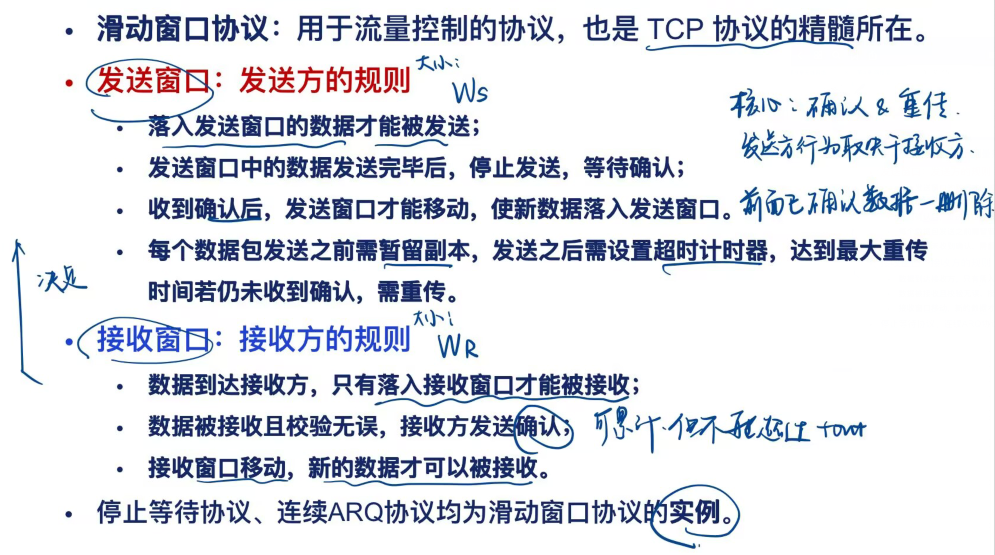 • 滑动窗口协议：用于流量控制的协议，也是 TCP 协议的精髓所在。
• 发送窗口：发送方的规则 大小： Ws
核心：确认 & 重传.
• 落入发送窗口的数据才能被发送；
发送方行为取决于接收方.
• 发送窗口中的数据发送完毕后，停止发送，等待确认；
• 收到确认后，发送窗口才能移动，使新数据落入发送窗口。 前面已确认数据一删除
• 每个数据包发送之前需暂留副本，发送之后需设置超时计时器，达到最大重传
决定
时间若仍未收到确认，需重传。
• 接收窗口：接收方的规则 大小： WR
• 数据到达接收方，只有落入接收窗口才能被接收；
• 数据被接收且校验无误，接收方发送确认； 可累计.但不能超过
• 接收窗口移动，新的数据才可以被接收。
• 停止等待协议、连续ARQ协议均为滑动窗口协议的实例。